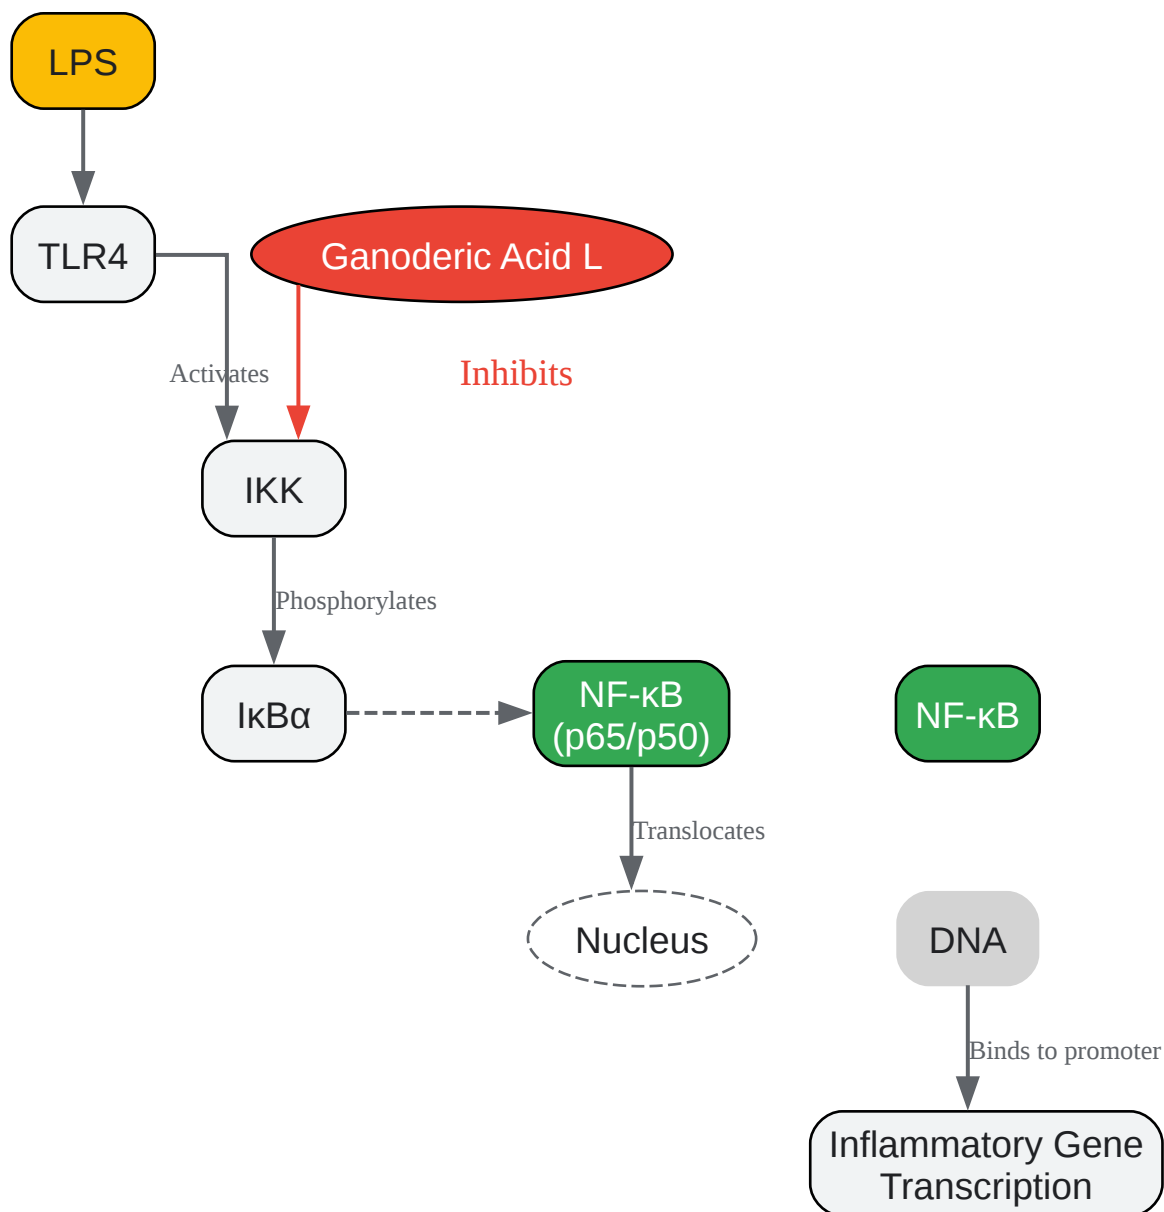 LPS
TLR4
Ganoderic Acid L
Activates
Inhibits
IKK
Phosphorylates
IκBα
NF-κB
(p65/p50)
NF-κB
Translocates
Nucleus
DNA
Binds to promoter
Inflammatory Gene
Transcription